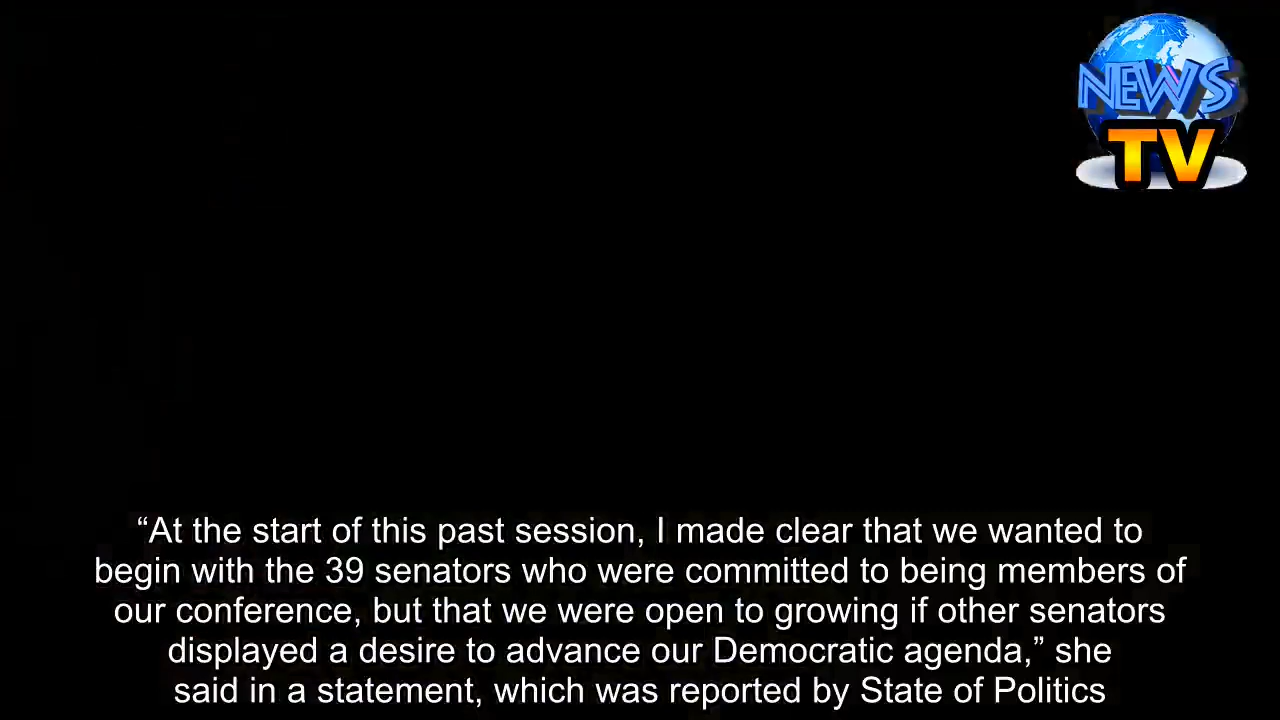 NEWS
TV
“At the start of this past session, I made clear that we wanted to
begin with the 39 senators who were committed to being members of
our conference, but that we were open to growing if other senators
displayed a desire to advance our Democratic agenda,” she
said in a statement, which was reported by State of Politics